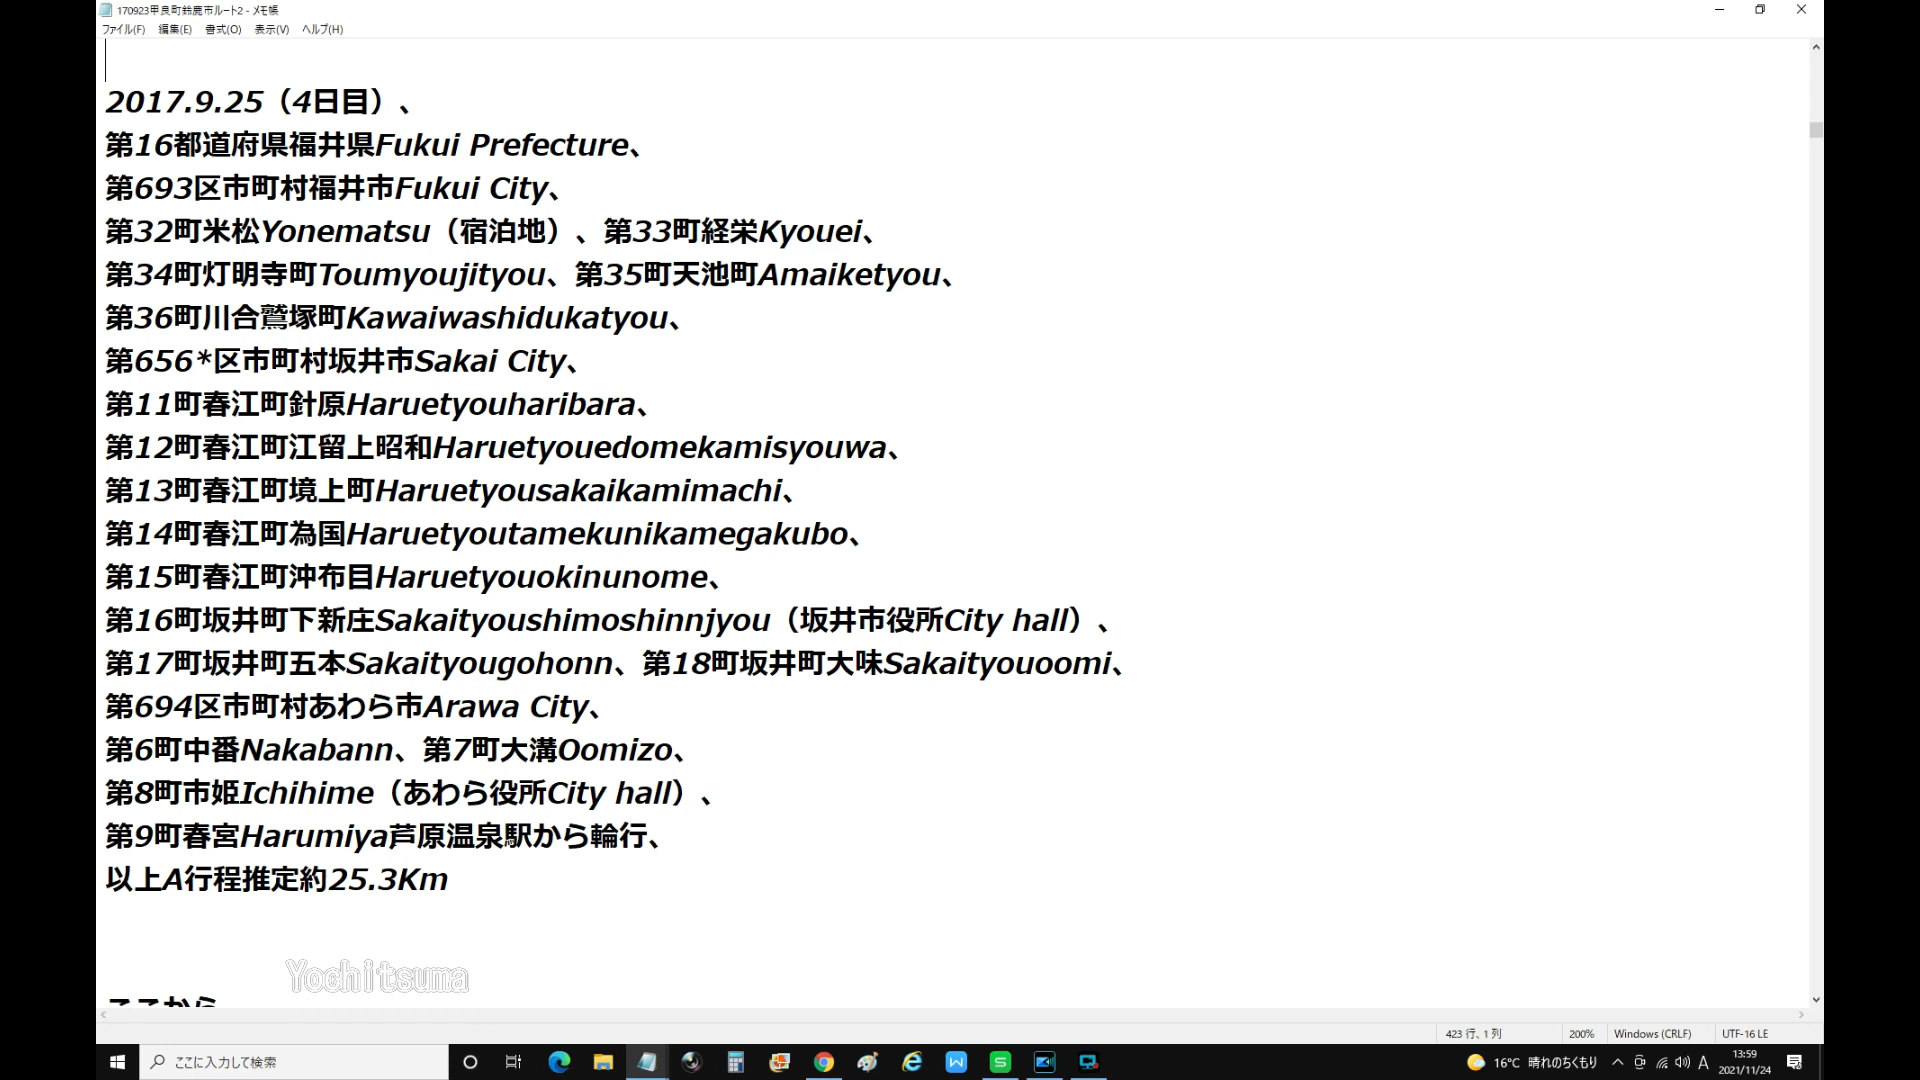 170923甲良町鈴鹿市ルート2 - メモ帳
ファイル(F) 編集(E) 書式(O) 表示(V) ヘルプ(H)
2017.9.25（4日目）、
第16都道府県福井県Fukui Prefecture、
第693区市町村福井市Fukui City、
第32町米松Yonematsu（宿泊地）、第33町経栄Kyouei、
第34町灯明寺町Toumyoujityou、第35町天池町Amaiketyou、
第36町川合鷲塚町Kawaiwashidukatyou、
第656*区市町村坂井市Sakai City、
第11町春江町針原Haruetyouharibara、
第12町春江町江留上昭和Haruetyouedomekamisyouwa、
第13町春江町境上町Haruetyousakaikamimachi、
第14町春江町為国Haruetyoutamekunikamegakubo、
第15町春江町沖布目Haruetyouokinunome、
第16町坂井町下新庄Sakaityoushimoshinnjyou（坂井市役所City hall）、
第17町坂井町五本Sakaityougohonn、第18町坂井町大味Sakaityouoomi、
第694区市町村あわら市Arawa City、
第6町中番Nakabann、第7町大溝Oomizo、
第8町市姫Ichihime（あわら役所City hall）、
第9町春宮Harumiya芦原温泉駅から輪行、
以上A行程推定約25.3Km
Yochitsuma
ここから
423 行、1 列 200% Windows (CRLF) UTF-16 LE
ここに入力して検索
16°C 晴れのちくもり A 13:59
2021/11/24